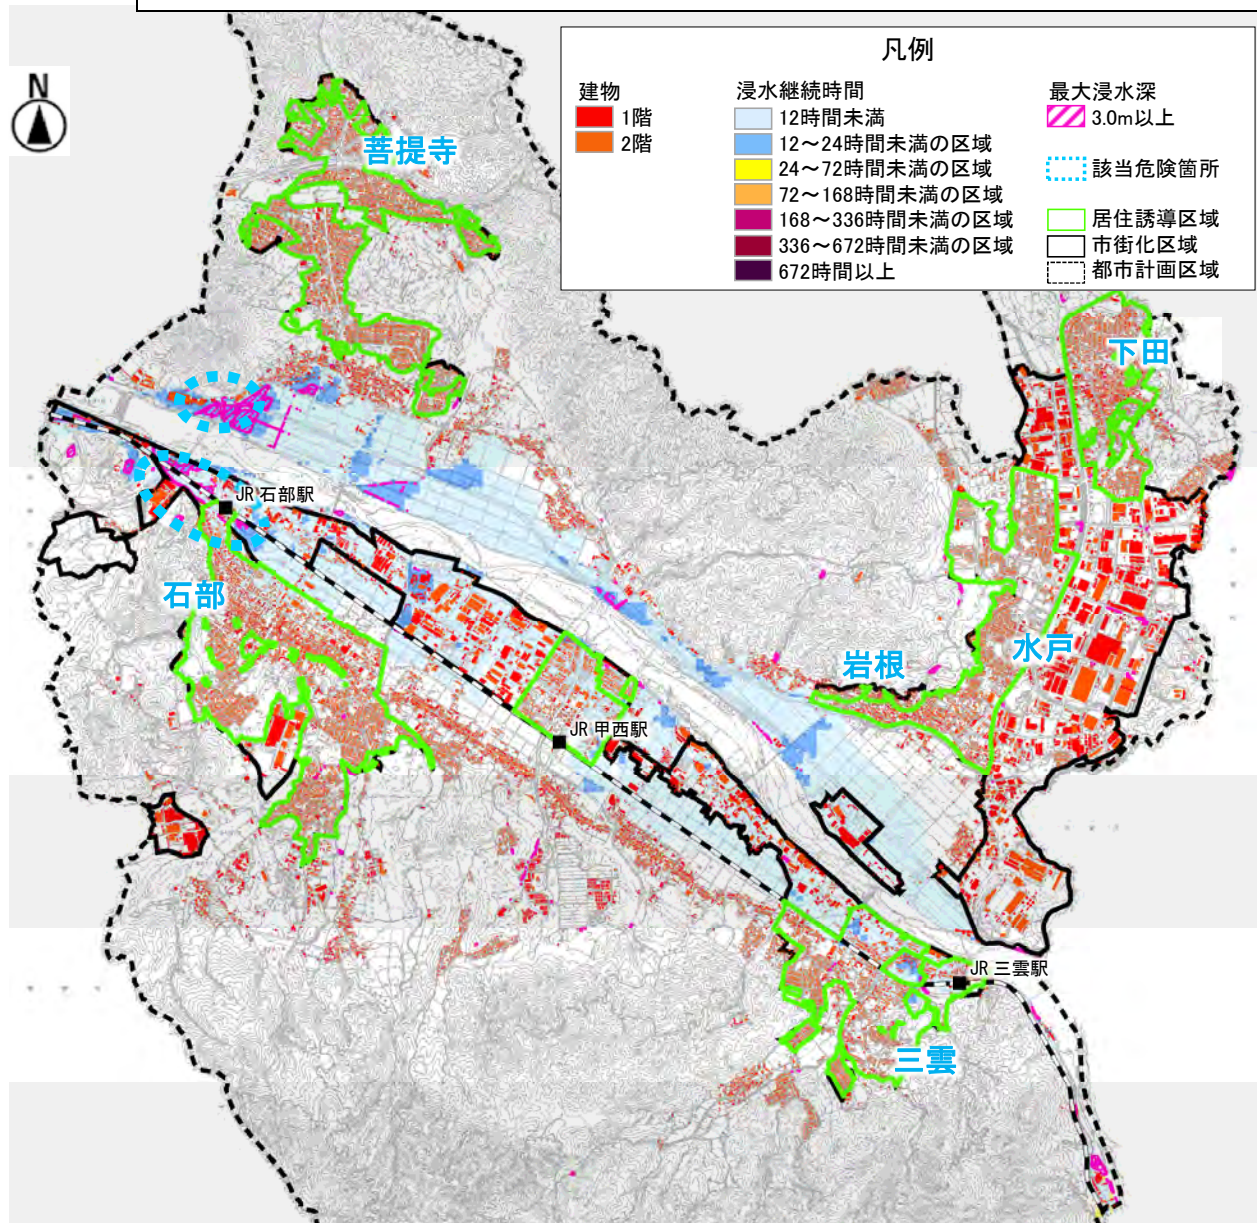 凡例
N
建物
1階
2階
浸水継続時間
12時間未満
12～24時間未満の区域
24～72時間未満の区域
72～168時間未満の区域
168～336時間未満の区域
336～672時間未満の区域
672時間以上
最大浸水深
3.0m以上
該当危険箇所
居住誘導区域
市街化区域
都市計画区域
菩提寺
下田
JR 石部駅
石部
水戸
岩根
JR 甲西駅
JR 三雲駅
三雲